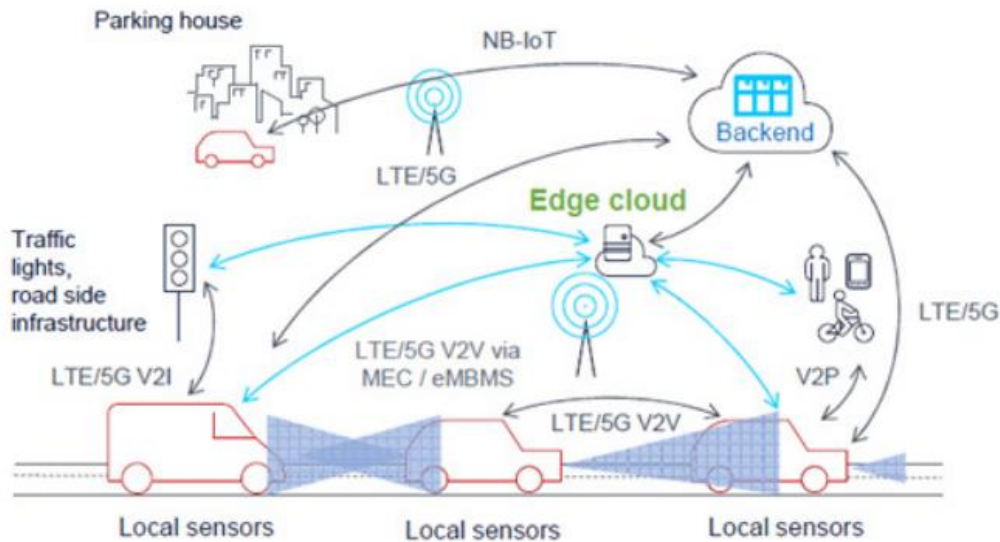 Parking house
NB-IoT
Backend
LTE/5G
Edge cloud
Traffic
lights,
road side
infrastructure
LTE/5G
LTE/5G V2I
LTE/5G V2V via
MEC / eMBMS
V2P
LTE/5G V2V
Local sensors
Local sensors
Local sensors